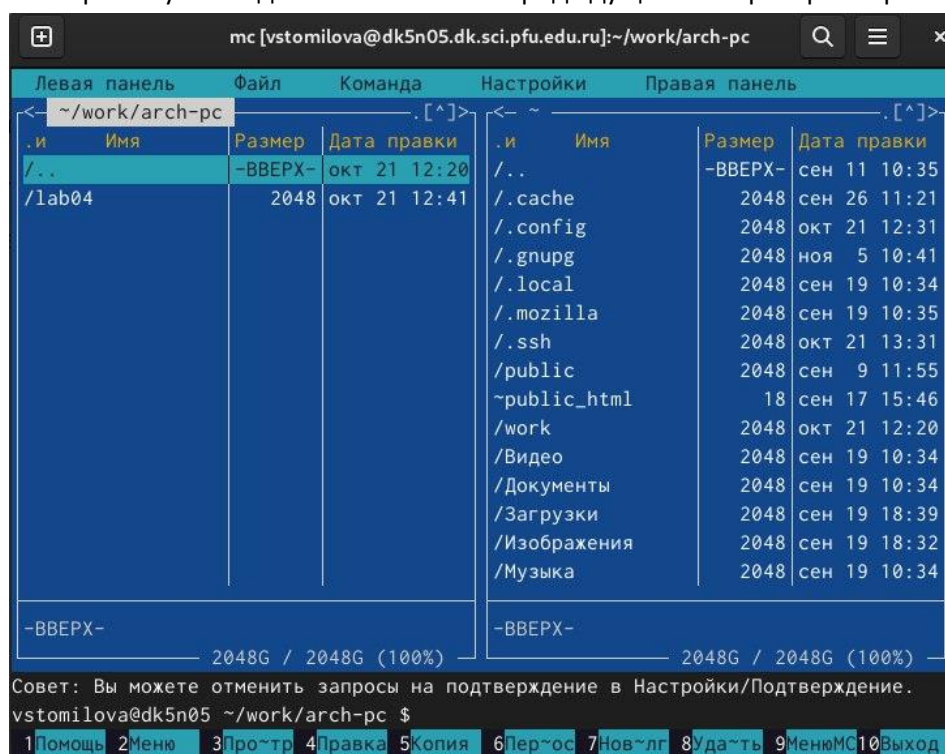 mc [vstomilova@dk5n05.dk.sci.pfu.edu.ru]:~/work/arch-pc
Левая панель Файл Команда Настройки Правая панель
<— ~/work/arch-pc .[^]>
.и Имя Размер Дата правки
/.. -ВВЕРХ- окт 21 12:20
/lab04 2048 окт 21 12:41
-ВВЕРХ-
2048G / 2048G (100%)
<— ~ .[^]>
.и Имя Размер Дата правки
/.. -ВВЕРХ- сен 11 10:35
/.cache 2048 сен 26 11:21
/.config 2048 окт 21 12:31
/.gnupg 2048 ноя 5 10:41
/.local 2048 сен 19 10:34
/.mozilla 2048 сен 19 10:35
/.ssh 2048 окт 21 13:31
/public 2048 сен 9 11:55
~public_html 18 сен 17 15:46
/work 2048 окт 21 12:20
/Видео 2048 сен 19 10:34
/Документы 2048 сен 19 10:34
/Загрузки 2048 сен 19 18:39
/Изображения 2048 сен 19 18:32
/Музыка 2048 сен 19 10:34
-ВВЕРХ-
2048G / 2048G (100%)
Совет: Вы можете отменить запросы на подтверждение в Настройки/Подтверждение.
vstomilova@dk5n05 ~/work/arch-pc $
1Помощь 2Меню 3Про~тр 4Правка 5Копия 6Пер~ос 7Нов~лг 8Уда~ть 9МенюMC 10Выход